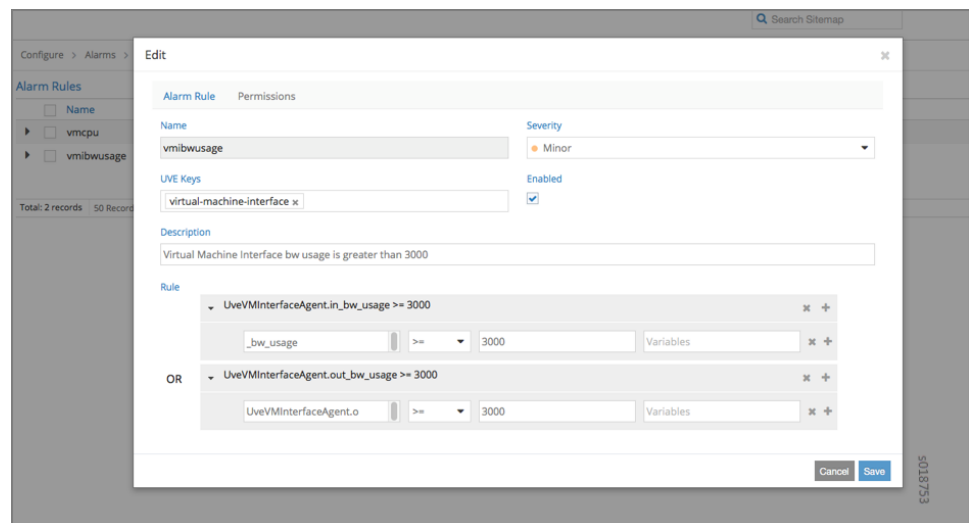 Search Sitemap
Configure > Alarms >
Edit
Alarm Rules
Name
vmcpu
vmibwusage
Total: 2 records 50 Record
Alarm Rule Permissions
Name Severity
vmibwusage Minor
UVE Keys Enabled
virtual-machine-interface x
Description
Virtual Machine Interface bw usage is greater than 3000
Rule
UveVMInterfaceAgent.in_bw_usage >= 3000
_bw_usage >= 3000 Variables
OR UveVMInterfaceAgent.out_bw_usage >= 3000
UveVMInterfaceAgent.o >= 3000 Variables
Cancel Save
s018753